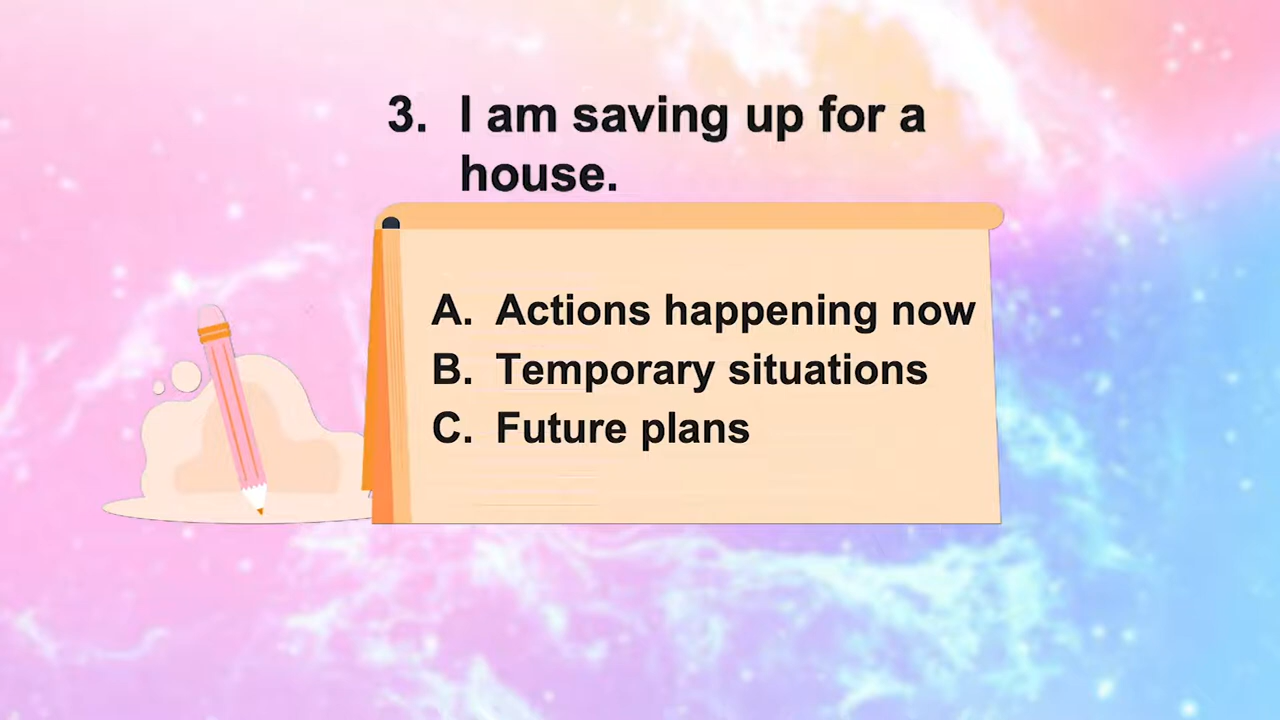 3. I am saving up for a
house.
A. Actions happening now
B. Temporary situations
C. Future plans